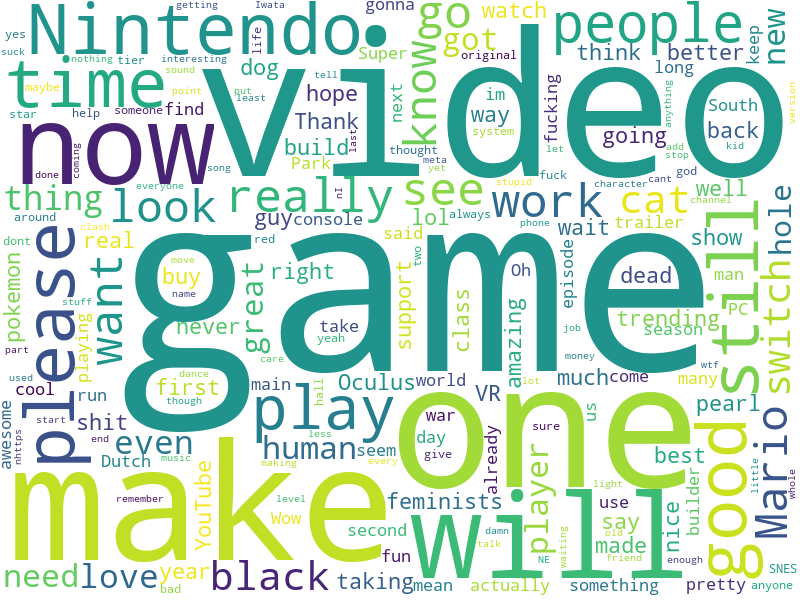 yes
suck
getting
Iwata
Nintendo
gonna
nothing
tier
interesting
life
Super
go
got
watch
people
new
time
sound
dog
original
think
better
keep
maybe
point
tell
know
long
star
help
someone
find
out
least
hope
next
im
way
system
fucking
anything
South
version
video
now
Thank
build
Park
song
last
thought
meta
yet
let
add
stop
going
back
kid
done
coming
everyone
nI
stupid
fuck
character
cant
god
channel
thing
look
really
see
work
cat
well
dont
around
guy
console
lol
always
phone
wait
trailer
show
hole
clash
real
red
said
two
Oh
episode
man
pokemon
please
want
move
buy
name
right
game
dead
still
switch
stuff
great
support
class
amazing
trending
PC
part
playing
never
take
yeah
job
season
used
cool
run
first
dance
though
care
main
Oculus
world
VR
money
wtf
much
come
many
start
shit
play
hall
war
day
give
lot
one
us
sure
pearl
awesome
end
even
human
less
seem
already
best
good
Mario
nhttps
Dutch
music
making
every
light
little
whole
make
remember
level
YouTube
Wow
feminists
player
use
say
builder
second
damn
will
old
nice
fun
talk
NE
waiting
made
friend
enough
SNES
need
love
year
bad
black
taking
mean
actually
something
pretty
anyone